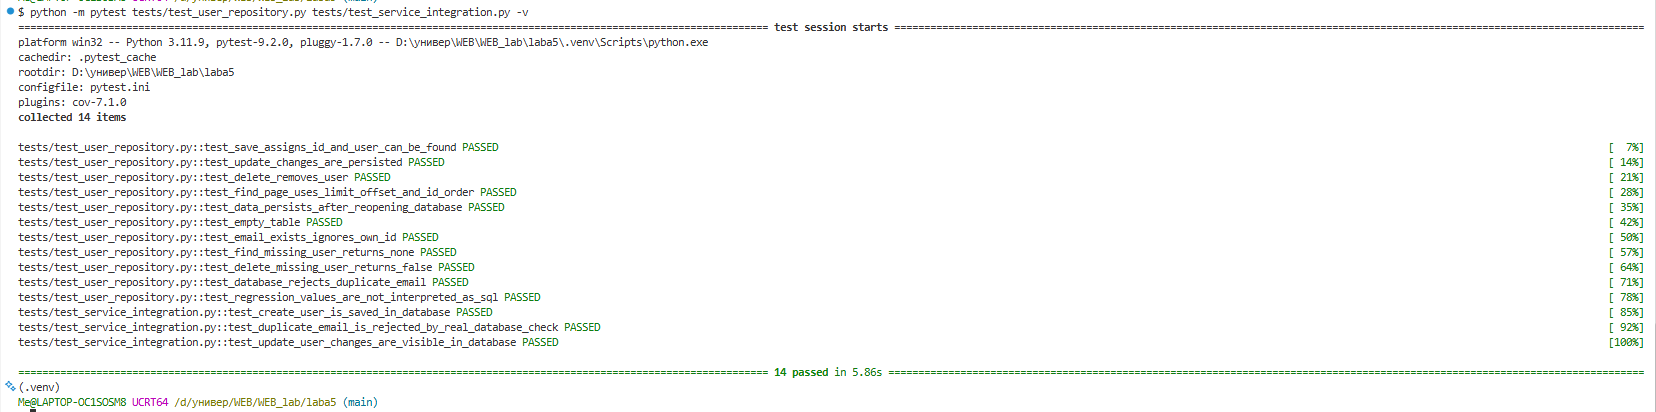 $ python -m pytest tests/test_user_repository.py tests/test_service_integration.py -v
test session starts
platform win32 -- Python 3.11.9, pytest-9.2.0, pluggy-1.7.0 -- D:\универ\WEB\WEB_lab\laba5\.venv\Scripts\python.exe
cachedir: .pytest_cache
rootdir: D:\универ\WEB\WEB_lab\laba5
configfile: pytest.ini
plugins: cov-7.1.0
collected 14 items
tests/test_user_repository.py::test_save_assigns_id_and_user_can_be_found PASSED [  7%]
tests/test_user_repository.py::test_update_changes_are_persisted PASSED [ 14%]
tests/test_user_repository.py::test_delete_removes_user PASSED [ 21%]
tests/test_user_repository.py::test_find_page_uses_limit_offset_and_id_order PASSED [ 28%]
tests/test_user_repository.py::test_data_persists_after_reopening_database PASSED [ 35%]
tests/test_user_repository.py::test_empty_table PASSED [ 42%]
tests/test_user_repository.py::test_email_exists_ignores_own_id PASSED [ 50%]
tests/test_user_repository.py::test_find_missing_user_returns_none PASSED [ 57%]
tests/test_user_repository.py::test_delete_missing_user_returns_false PASSED [ 64%]
tests/test_user_repository.py::test_database_rejects_duplicate_email PASSED [ 71%]
tests/test_user_repository.py::test_regression_values_are_not_interpreted_as_sql PASSED [ 78%]
tests/test_service_integration.py::test_create_user_is_saved_in_database PASSED [ 85%]
tests/test_service_integration.py::test_duplicate_email_is_rejected_by_real_database_check PASSED [ 92%]
tests/test_service_integration.py::test_update_user_changes_are_visible_in_database PASSED [100%]
14 passed in 5.86s
(.venv)
Me@LAPTOP-OC1SOSM8 UCRT64 /d/универ/WEB/WEB_lab/laba5 (main)